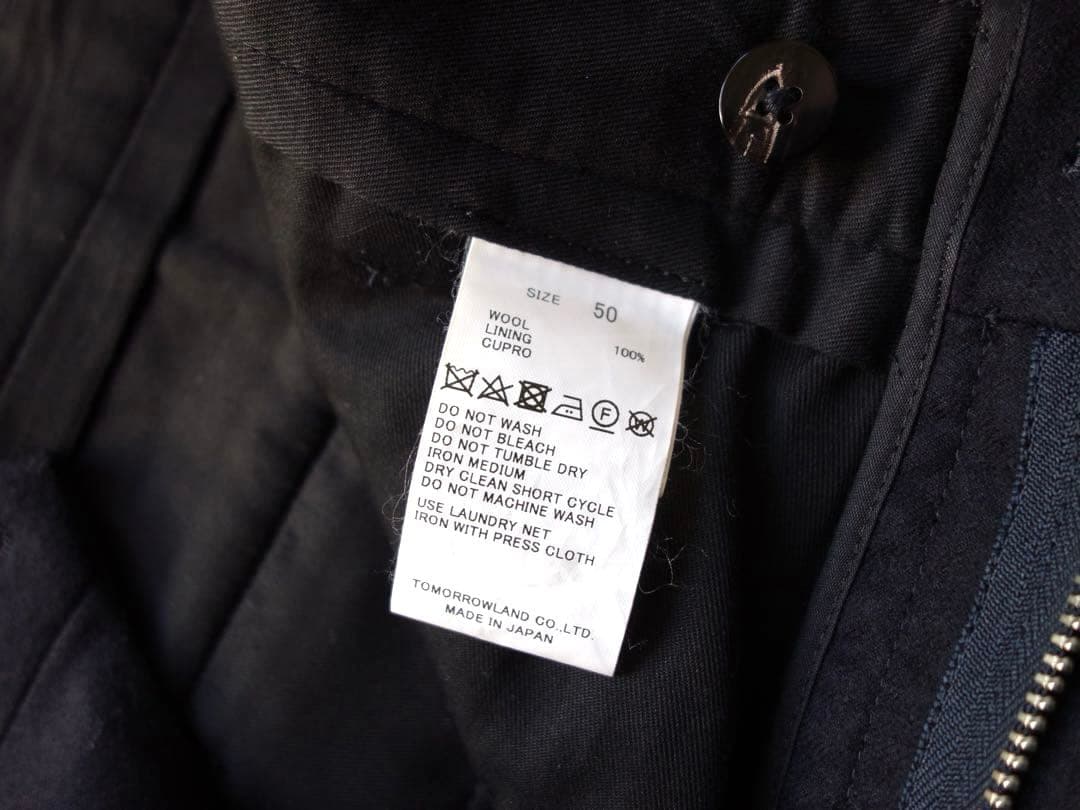 SIZE 50
WOOL
LINING
CUPRO 100%
F W
DO NOT WASH
DO NOT BLEACH
DO NOT TUMBLE DRY
IRON MEDIUM
DRY CLEAN SHORT CYCLE
DO NOT MACHINE WASH
USE LAUNDRY NET
IRON WITH PRESS CLOTH
TOMORROWLAND CO.,LTD.
MADE IN JAPAN